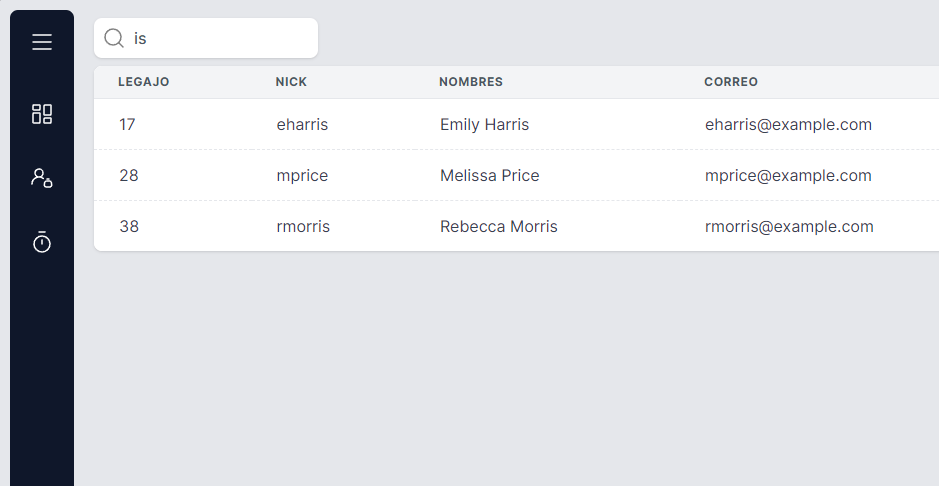 is
LEGAJO NICK NOMBRES CORREO
17 eharris Emily Harris eharris@example.com
28 mprice Melissa Price mprice@example.com
38 rmorris Rebecca Morris rmorris@example.com